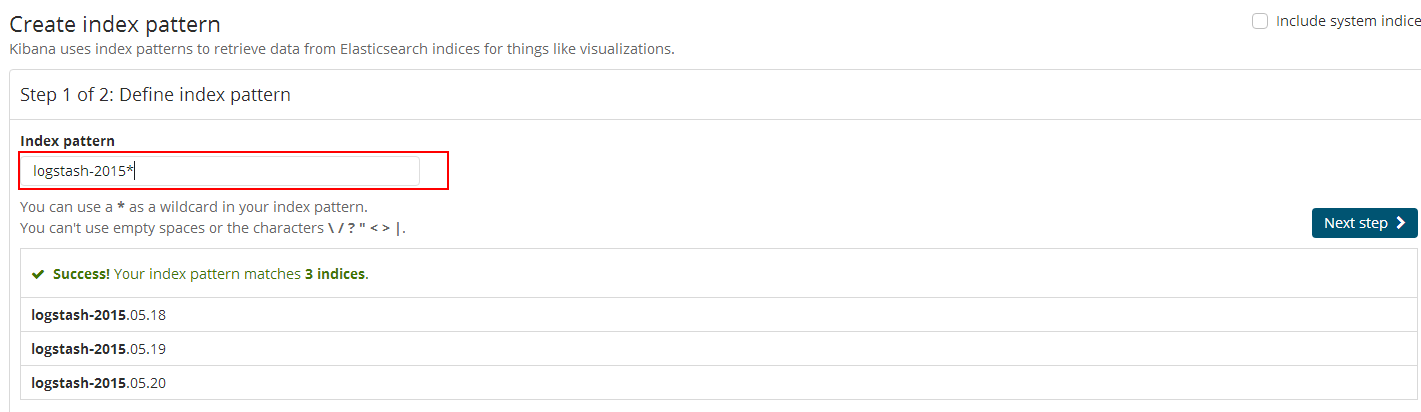 Create index pattern
Include system indice
Kibana uses index patterns to retrieve data from Elasticsearch indices for things like visualizations.
Step 1 of 2: Define index pattern
Index pattern
logstash-2015*
You can use a * as a wildcard in your index pattern.
You can't use empty spaces or the characters \ / ? " < > |.
Next step
Success! Your index pattern matches 3 indices.
logstash-2015.05.18
logstash-2015.05.19
logstash-2015.05.20